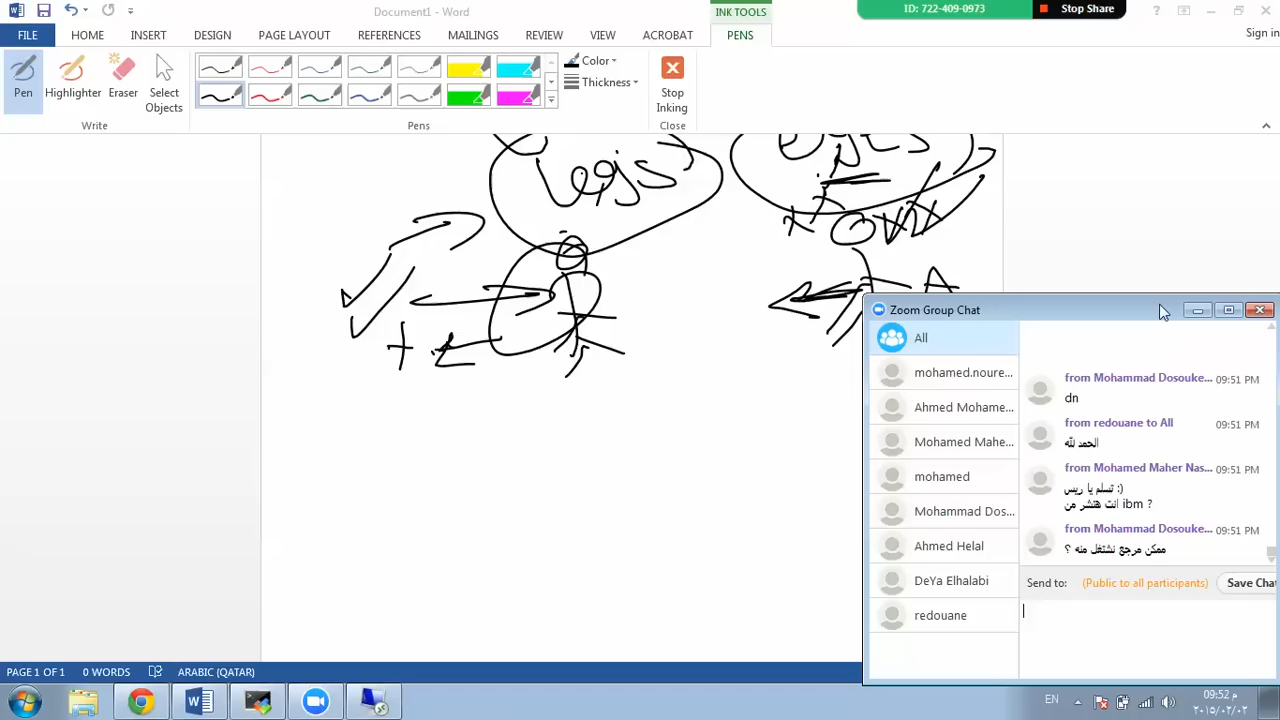 Document1 - Word
INK TOOLS
ID: 722-409-0973
Stop Share
?
FILE
HOME
INSERT
DESIGN
PAGE LAYOUT
REFERENCES
MAILINGS
REVIEW
VIEW
ACROBAT
PENS
Sign in
Pen
Highlighter
Eraser
Select Objects
Color
Thickness
Stop Inking
Write
Pens
Close
Zoom Group Chat
All
mohamed.noure...
Ahmed Mohame...
Mohamed Mahe...
mohamed
Mohammad Dos...
Ahmed Helal
DeYa Elhalabi
redouane
from Mohammad Dosouke... 09:51 PM
dn
from redouane to All 09:51 PM
الحمد لله
from Mohamed Maher Nas... 09:51 PM
تسلم يا ريس :)
انت هتشر من ibm ?
from Mohammad Dosouke... 09:51 PM
ممكن مرجع نشتغل منه ؟
Send to: (Public to all participants) Save Chat
PAGE 1 OF 1
0 WORDS
ARABIC (QATAR)
EN
09:52 م
٢٠١٥/٠٢/٠٢